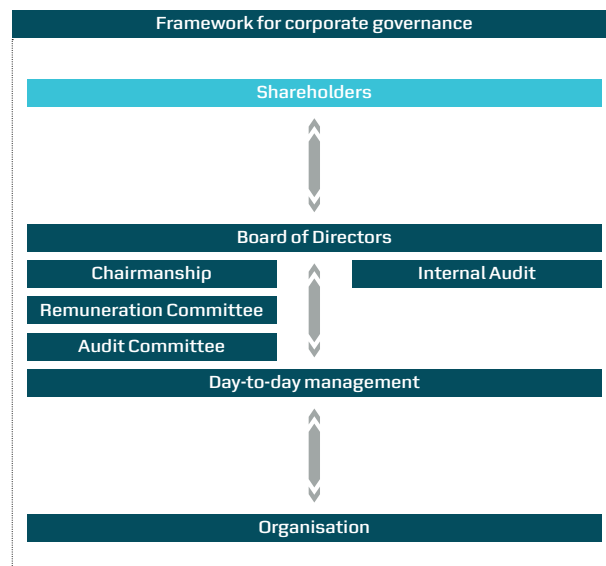 Framework for corporate governance
Shareholders
Board of Directors
Chairmanship
Internal Audit
Remuneration Committee
Audit Committee
Day-to-day management
Organisation